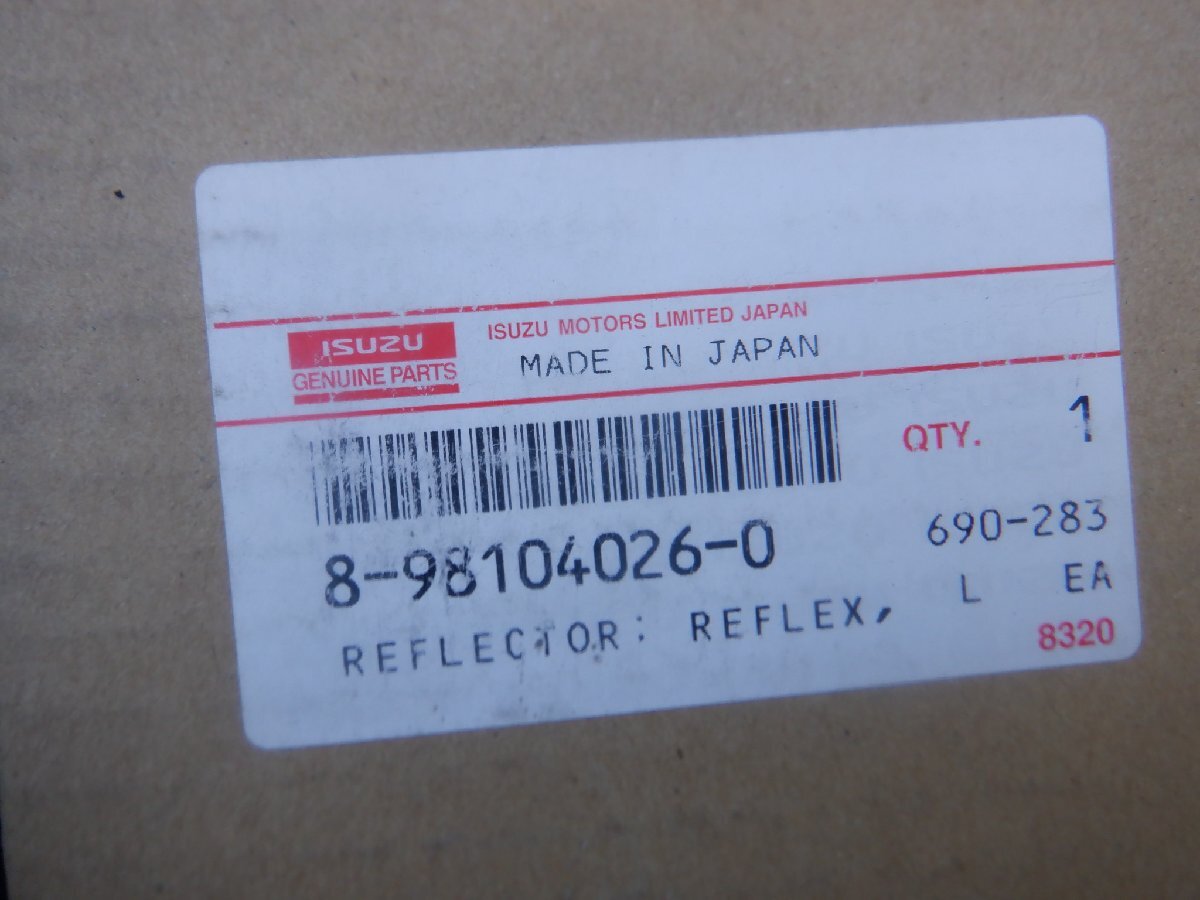 ISUZU
GENUINE PARTS
ISUZU MOTORS LIMITED JAPAN
MADE IN JAPAN
QTY. 1
8-98104026-0
690-283
REFLECTOR: REFLEX, L EA
8320